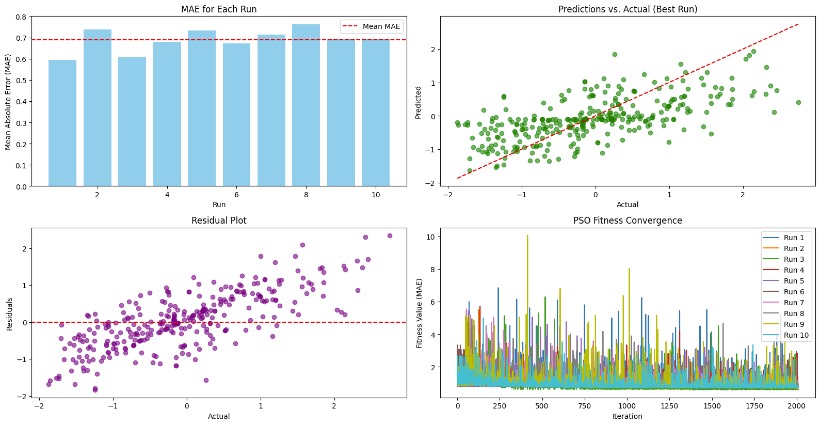 MAE for Each Run
Mean Absolute Error (MAE)
0.8
0.7
0.6
0.5
0.4
0.3
0.2
0.1
0.0
Mean MAE
2 4 6 8 10
Run
Predictions vs. Actual (Best Run)
Predicted
2
1
0
−1
−2
−2 −1 0 1 2
Actual
Residual Plot
Residuals
2
1
0
−1
−2
−2 −1 0 1 2
Actual
PSO Fitness Convergence
Fitness Value (MAE)
10
8
6
4
2
Run 1
Run 2
Run 3
Run 4
Run 5
Run 6
Run 7
Run 8
Run 9
Run 10
0 250 500 750 1000 1250 1500 1750 2000
Iteration